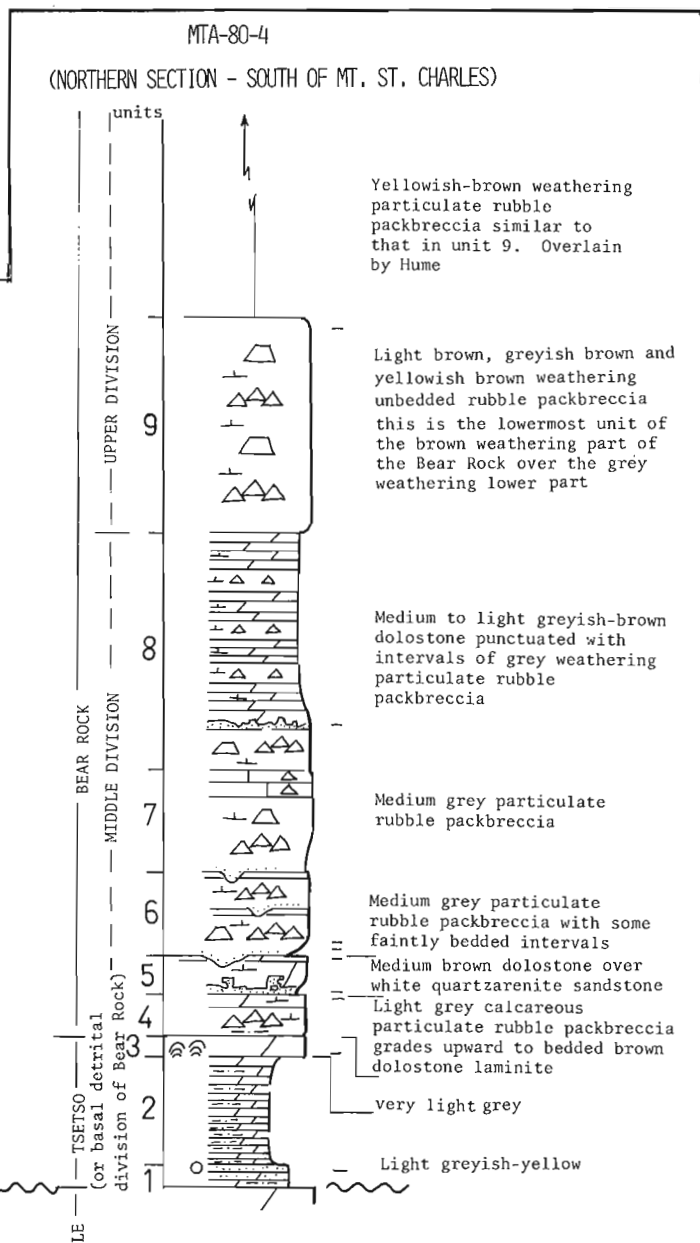 MTA-80-4
(NORTHERN SECTION - SOUTH OF MT. ST. CHARLES)
units
Yellowish-brown weathering
particulate rubble
packbreccia similar to
that in unit 9. Overlain
by Hume
UPPER DIVISION
9
Light brown, greyish brown and
yellowish brown weathering
unbedded rubble packbreccia
this is the lowermost unit of
the brown weathering part of
the Bear Rock over the grey
weathering lower part
8
Medium to light greyish-brown
dolostone punctuated with
intervals of grey weathering
particulate rubble
packbreccia
BEAR ROCK
MIDDLE DIVISION
7
Medium grey particulate
rubble packbreccia
6
Medium grey particulate
rubble packbreccia with some
faintly bedded intervals
5
Medium brown dolostone over
white quartzarenite sandstone
4
Light grey calcareous
particulate rubble packbreccia
grades upward to bedded brown
dolostone laminite
3
very light grey
TSETSO
(or basal detrital
division of Bear Rock)
2
Light greyish-yellow
1
LE